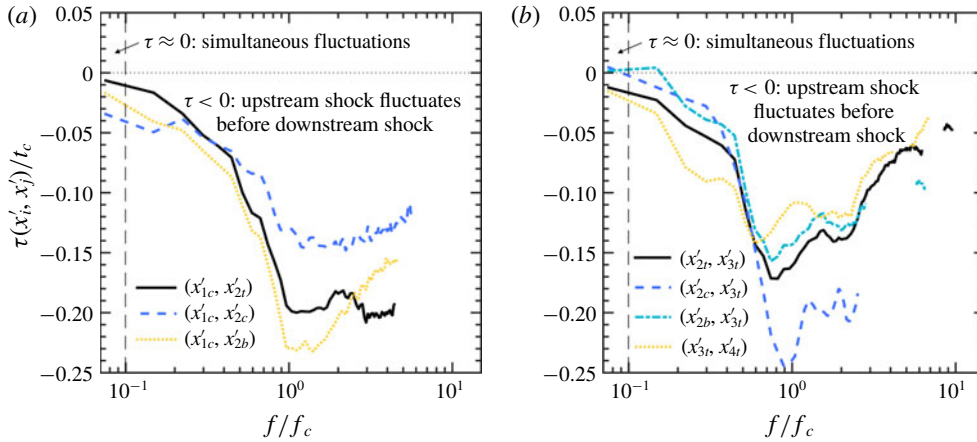 (a)
0.05
τ ≈ 0: simultaneous fluctuations
0
τ < 0: upstream shock fluctuates
before downstream shock
−0.05
−0.10
−0.15
−0.20
−0.25
τ(x′i, x′j)/tc
(x′1c, x′2t)
(x′1c, x′2c)
(x′1c, x′2b)
10−1
100
101
f/fc
(b)
0.05
τ ≈ 0: simultaneous fluctuations
0
τ < 0: upstream shock
fluctuates before
downstream shock
−0.05
−0.10
−0.15
−0.20
−0.25
(x′2t, x′3t)
(x′2c, x′3t)
(x′2b, x′3t)
(x′3t, x′4t)
10−1
100
101
f/fc